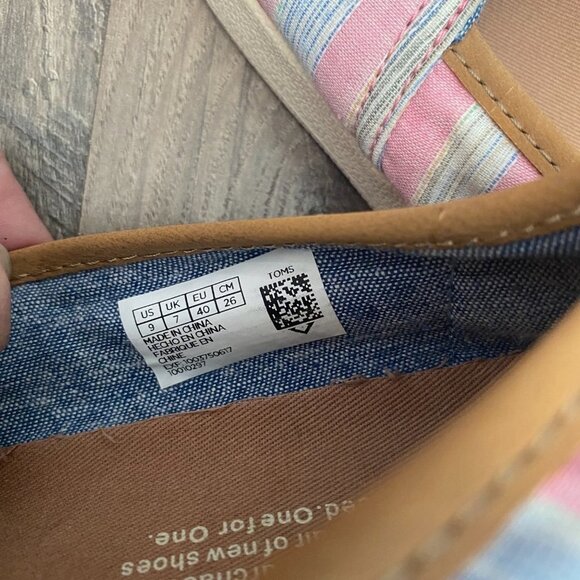 US UK EU CM
9 7 40 26
TOMS
MADE IN CHINA
HECHO EN CHINA
FABRIQUE EN
CHINE
10010297
of new shoes
One for One.